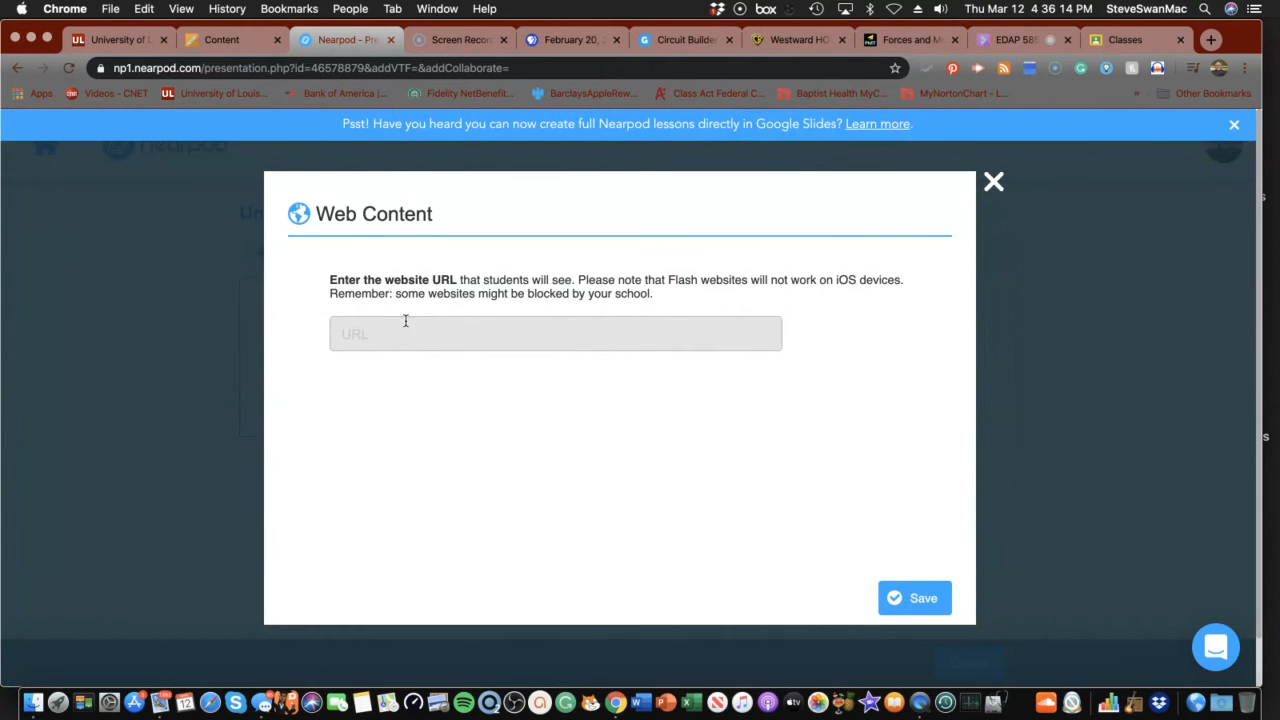 Chrome File Edit View History Bookmarks People Tab Window Help box Thu Mar 12 4:36:14 PM SteveSwanMac
University of L Content Nearpod - Pre Screen Recor February 20, Circuit Builder Westward HO Forces and M EDAP 585 Classes
np1.nearpod.com/presentation.php?id=46578879&addVTF=&addCollaborate=
Apps Videos - CNET University of Louis... Bank of America |... Fidelity NetBenefit... BarclaysAppleRew... Class Act Federal C... Baptist Health MyC... MyNortonChart - L... » Other Bookmarks
Psst! Have you heard you can now create full Nearpod lessons directly in Google Slides? Learn more.
nearpod
Web Content
Enter the website URL that students will see. Please note that Flash websites will not work on iOS devices.
Remember: some websites might be blocked by your school.
URL
Save